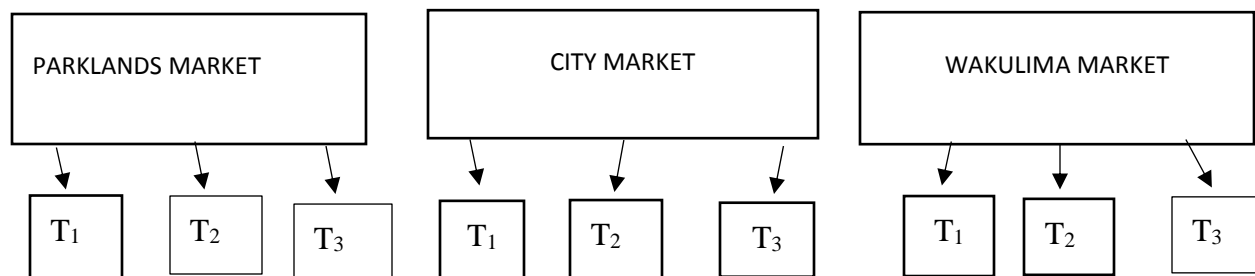 PARKLANDS MARKET
CITY MARKET
WAKULIMA MARKET
T₁ T₂ T₃ T₁ T₂ T₃ T₁ T₂ T₃